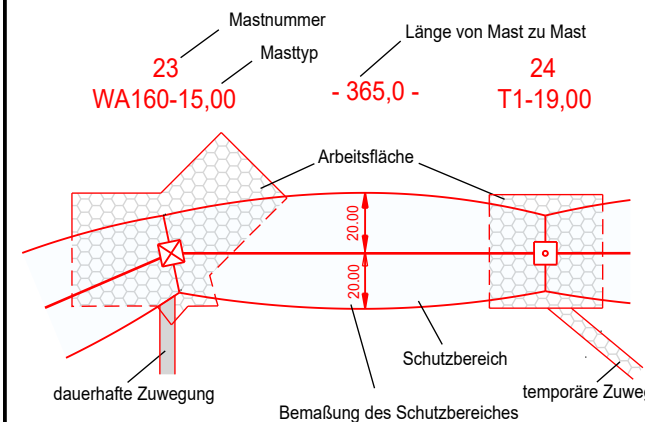 Mastnummer
Länge von Mast zu Mast
23
Masttyp
24
WA160-15,00
- 365,0 -
T1-19,00
Arbeitsfläche
20.00
20.00
Schutzbereich
dauerhafte Zuwegung
temporäre Zuweg
Bemaßung des Schutzbereiches